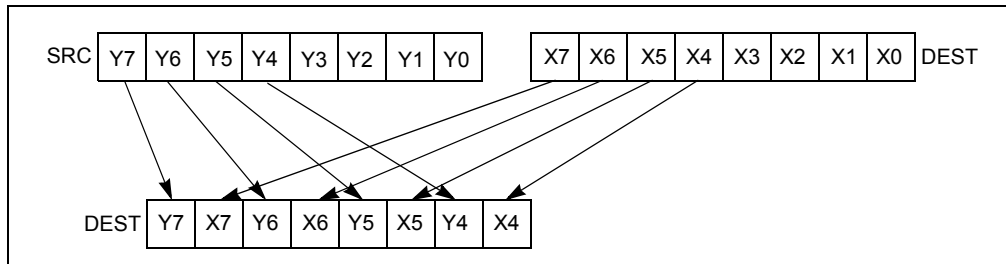 SRC Y7 Y6 Y5 Y4 Y3 Y2 Y1 Y0 X7 X6 X5 X4 X3 X2 X1 X0 DEST
DEST Y7 X7 Y6 X6 Y5 X5 Y4 X4